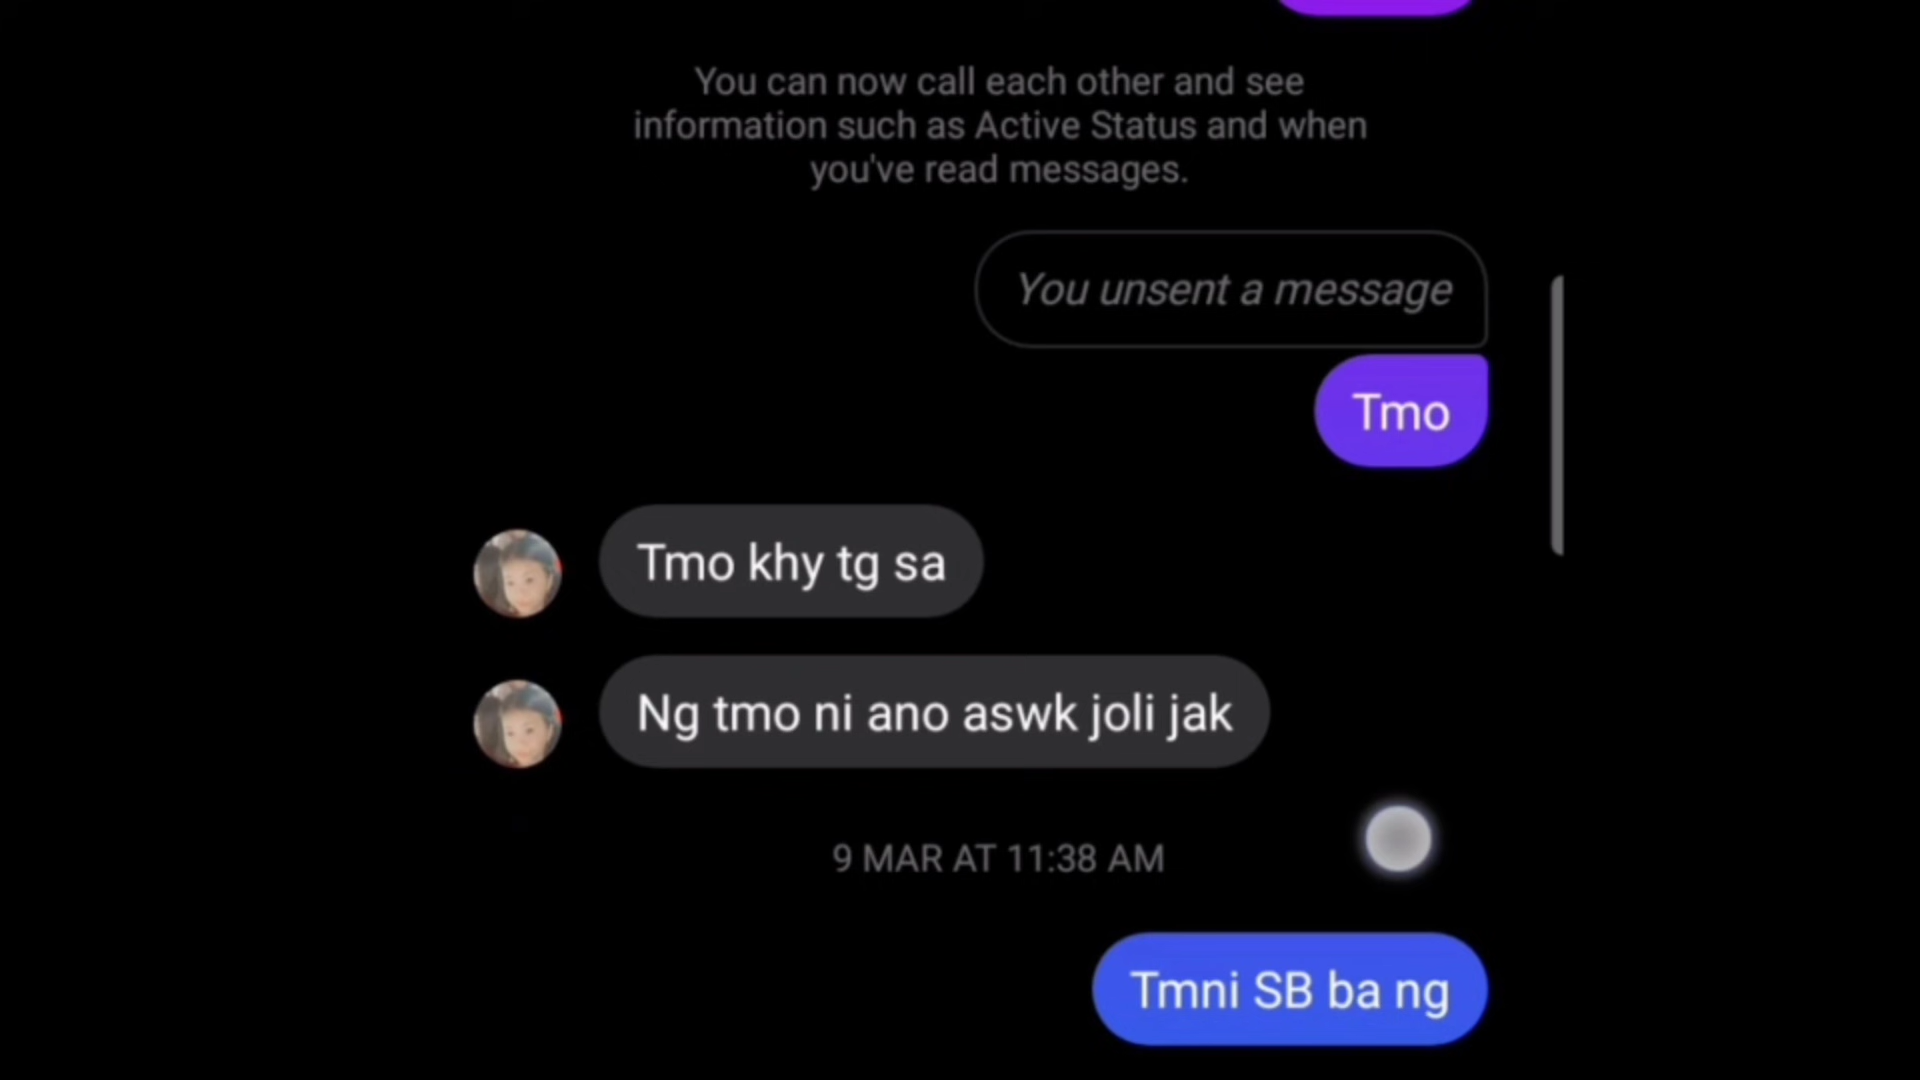 You can now call each other and see
information such as Active Status and when
you've read messages.
You unsent a message
Tmo
Tmo khy tg sa
Ng tmo ni ano aswk joli jak
9 MAR AT 11:38 AM
Tmni SB ba ng